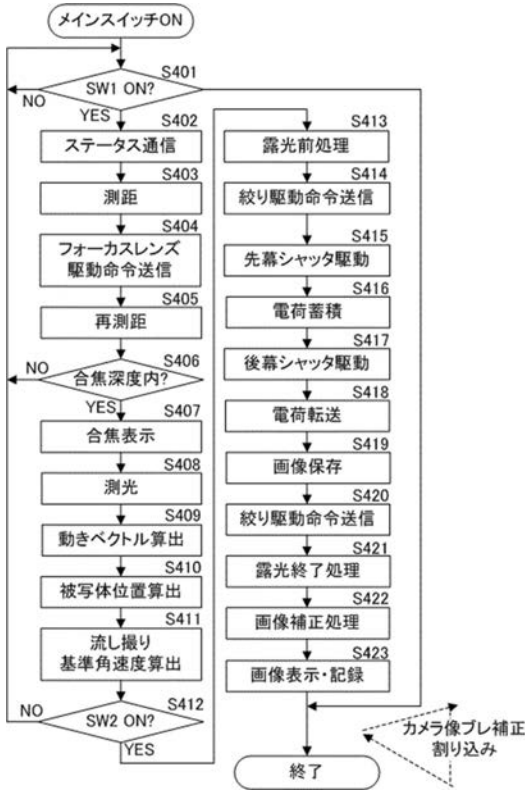 メインスイッチON
S401
SW1 ON?
NO
YES
S402
ステータス通信
S403
測距
S404
フォーカスレンズ
駆動命令送信
S405
再測距
S406
合焦深度内?
NO
YES
S407
合焦表示
S408
測光
S409
動きベクトル算出
S410
被写体位置算出
S411
流し撮り
基準角速度算出
S412
SW2 ON?
NO
YES
S413
露光前処理
S414
絞り駆動命令送信
S415
先幕シャッタ駆動
S416
電荷蓄積
S417
後幕シャッタ駆動
S418
電荷転送
S419
画像保存
S420
絞り駆動命令送信
S421
露光終了処理
S422
画像補正処理
S423
画像表示・記録
終了
カメラ像ブレ補正
割り込み